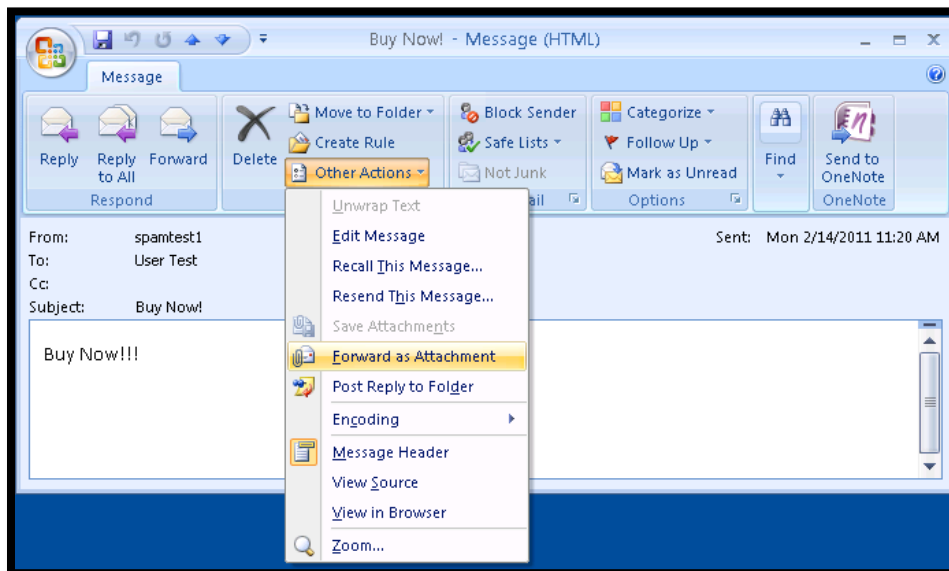 Buy Now! - Message (HTML)
Message
Reply
Reply to All
Forward
Respond
Delete
Move to Folder
Create Rule
Other Actions
Block Sender
Safe Lists
Not Junk
ail
Categorize
Follow Up
Mark as Unread
Options
Find
Send to OneNote
OneNote
From: spamtest1
Sent: Mon 2/14/2011 11:20 AM
To: User Test
Cc:
Subject: Buy Now!
Buy Now!!!
Unwrap Text
Edit Message
Recall This Message...
Resend This Message...
Save Attachments
Forward as Attachment
Post Reply to Folder
Encoding
Message Header
View Source
View in Browser
Zoom...